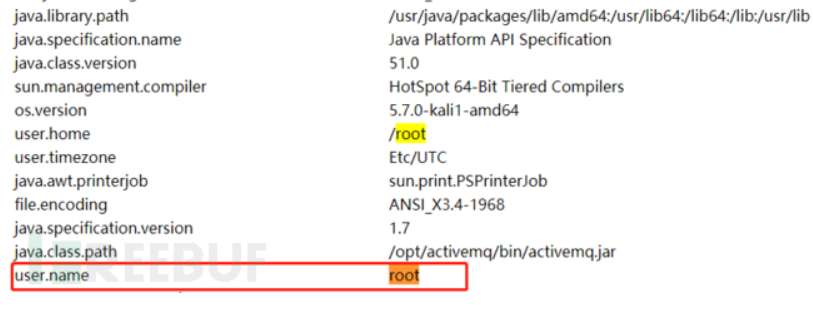 java.library.path /usr/java/packages/lib/amd64:/usr/lib64:/lib64:/lib:/usr/lib
java.specification.name Java Platform API Specification
java.class.version 51.0
sun.management.compiler HotSpot 64-Bit Tiered Compilers
os.version 5.7.0-kali1-amd64
user.home /root
user.timezone Etc/UTC
java.awt.printerjob sun.print.PSPrinterJob
file.encoding ANSI_X3.4-1968
java.specification.version 1.7
java.class.path /opt/activemq/bin/activemq.jar
REEBUF
user.name root